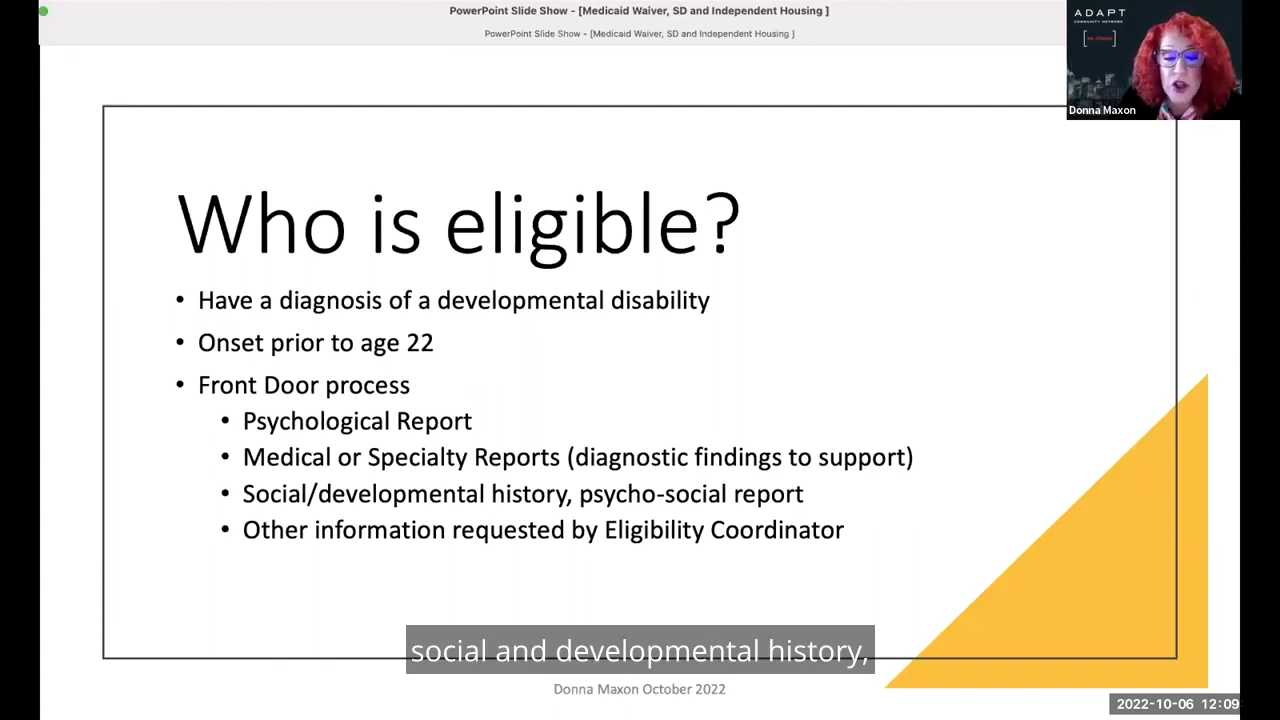 PowerPoint Slide Show - [Medicaid Waiver, SD and Independent Housing ]
PowerPoint Slide Show - [Medicaid Waiver, SD and Independent Housing ]
ADAPT
COMMUNITY NETWORK
Donna Maxon
Who is eligible?
• Have a diagnosis of a developmental disability
• Onset prior to age 22
• Front Door process
• Psychological Report
• Medical or Specialty Reports (diagnostic findings to support)
• Social/developmental history, psycho-social report
• Other information requested by Eligibility Coordinator
social and developmental history,
Donna Maxon October 2022
2022-10-06 12:09